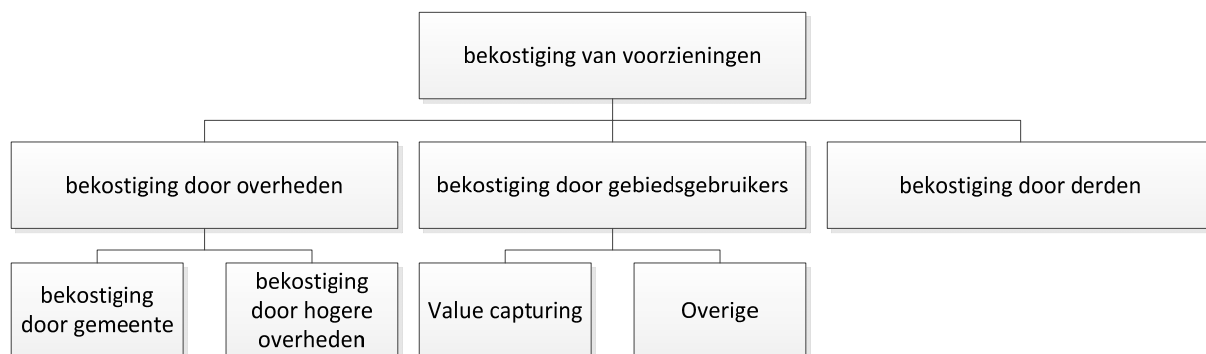 bekostiging van voorzieningen
bekostiging door overheden
bekostiging door gebiedsgebruikers
bekostiging door derden
bekostiging
door gemeente
bekostiging
door hogere
overheden
Value capturing
Overige